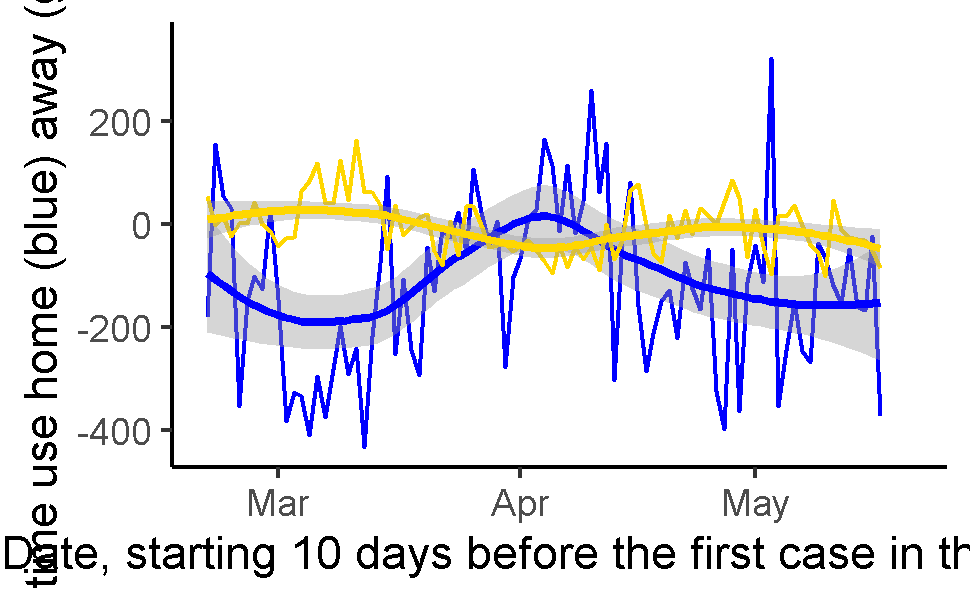 time use home (blue) away (
200
0
-200
-400
Mar Apr May
Date, starting 10 days before the first case in th